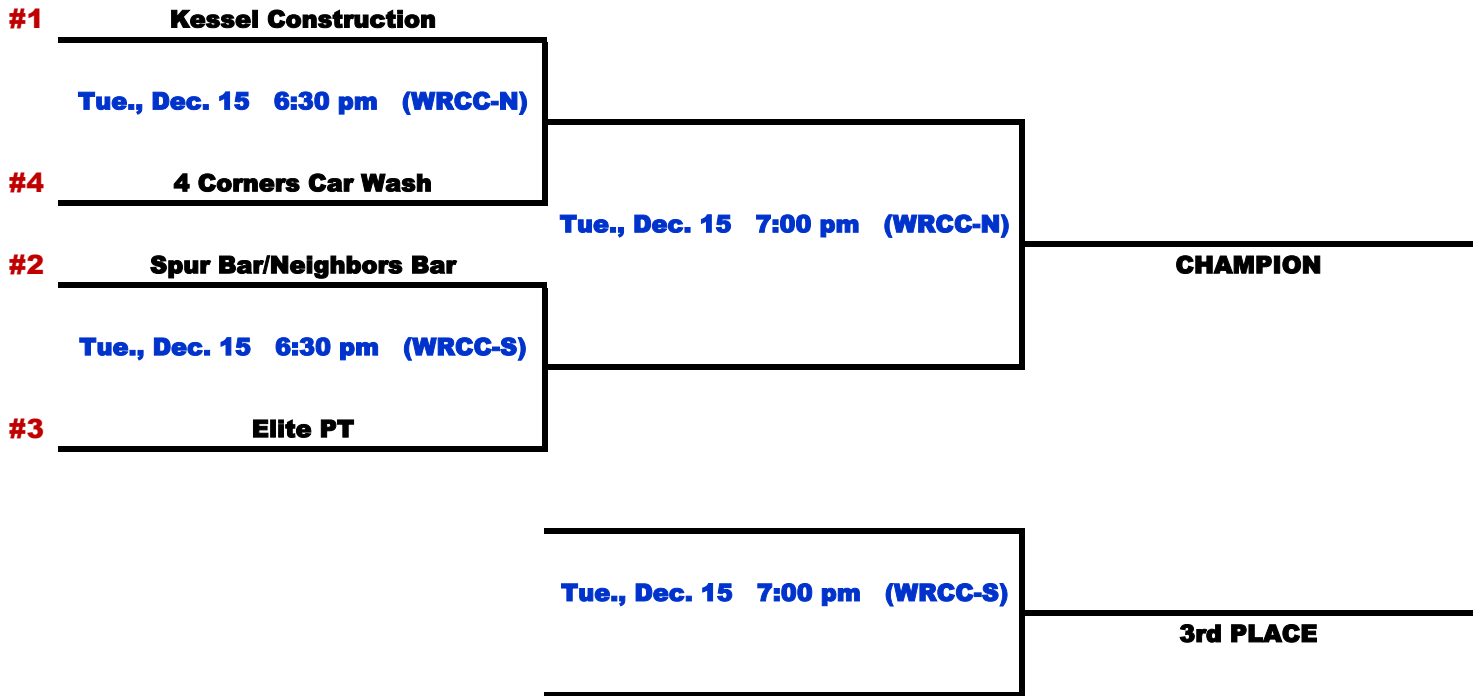 #1 Kessel Construction
Tue., Dec. 15 6:30 pm (WRCC-N)
#4 4 Corners Car Wash
Tue., Dec. 15 7:00 pm (WRCC-N)
#2 Spur Bar/Neighbors Bar
CHAMPION
Tue., Dec. 15 6:30 pm (WRCC-S)
#3 Elite PT
Tue., Dec. 15 7:00 pm (WRCC-S)
3rd PLACE